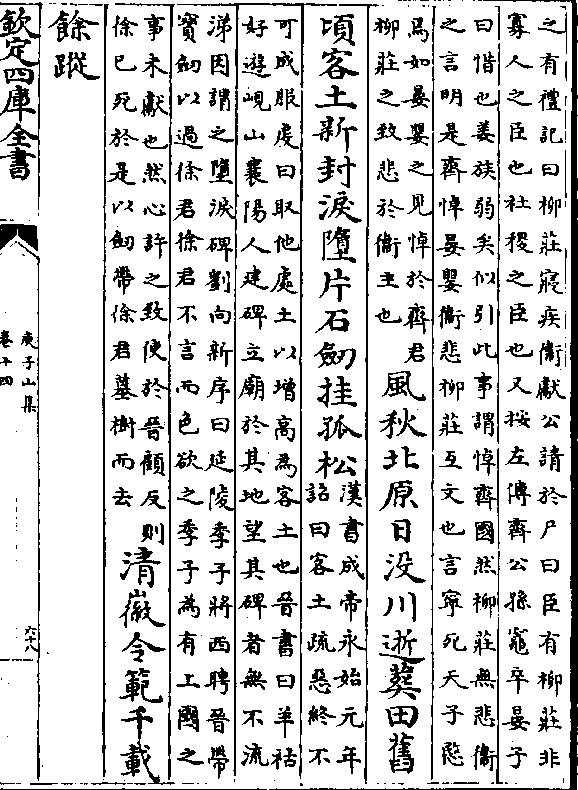 之有禮記曰柳莊寢疾衞獻公請於尸曰臣有柳莊非
寡人之臣也社稷之臣也又按左傳齊公孫竈卒晏子
曰惜也姜族弱矣似引此事謂悼齊國然柳莊無悲衞
之言明是齊悼晏嬰衞悲柳莊互文也言寧死天子愍
爲如晏嬰之見悼於齊君
柳莊之致悲於衞主也
風秋北原日没川逝葬田舊
頃客土新封淚墮片石劒挂孤松
漢書成帝永始元年
詔曰客土疏惡終不
可成服虔曰取他處土以增高為客土也晉書曰羊祜
好遊峴山襄陽人建碑立廟於其地望其碑者無不流
涕因謂之墮淚碑劉向新序曰延陵季子將西聘晉帶
寳劒以過徐君徐君不言而色欲之季子為有上國之
事未獻也然心許之致使於晉顧反則
徐已死於是以劒帶徐君墓樹而去
清徽令範千載
餘蹤
欽定四庫全書
庾子山集
卷十四
六十八